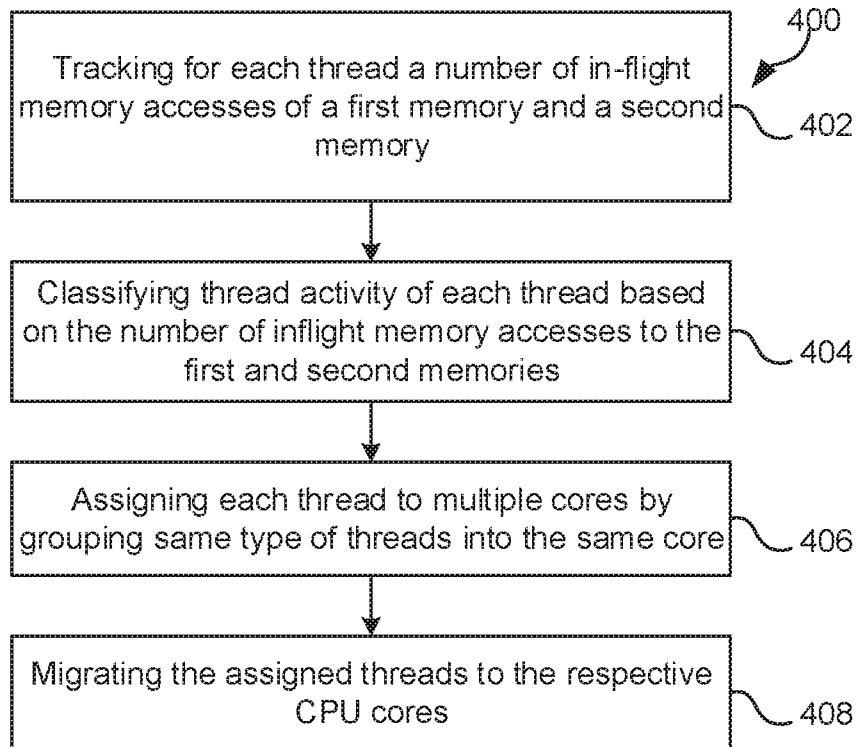 400
Tracking for each thread a number of in-flight
memory accesses of a first memory and a second
memory
402
Classifying thread activity of each thread based
on the number of inflight memory accesses to the
first and second memories
404
Assigning each thread to multiple cores by
grouping same type of threads into the same core
406
Migrating the assigned threads to the respective
CPU cores
408